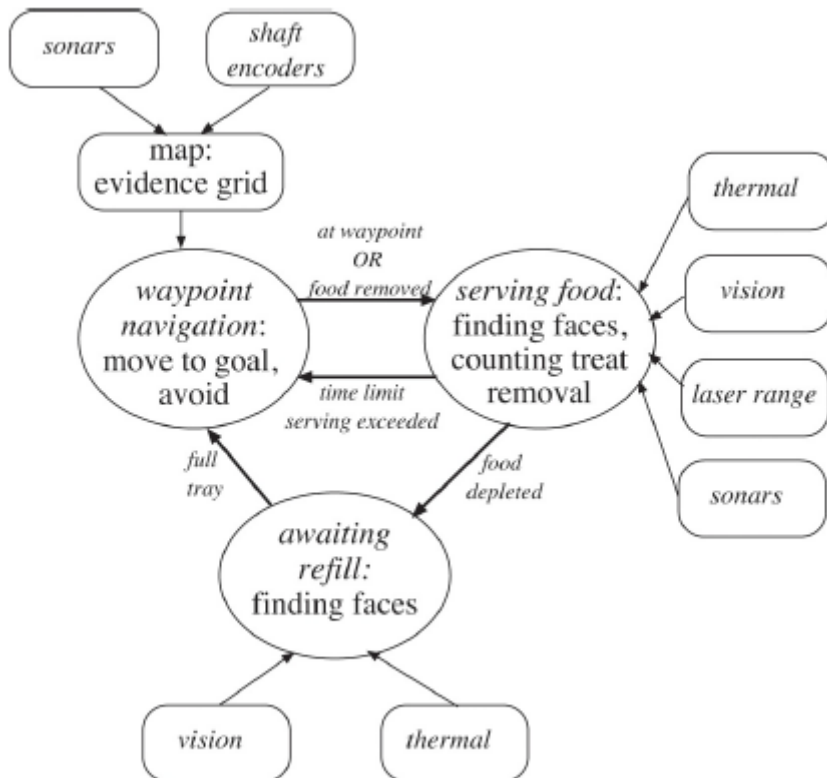 sonars
shaft
encoders
map:
evidence grid
thermal
at waypoint
OR
food removed
waypoint
navigation:
move to goal,
avoid
serving food:
finding faces,
counting treat
removal
vision
time limit
serving exceeded
laser range
full
tray
food
depleted
sonars
awaiting
refill:
finding faces
vision
thermal